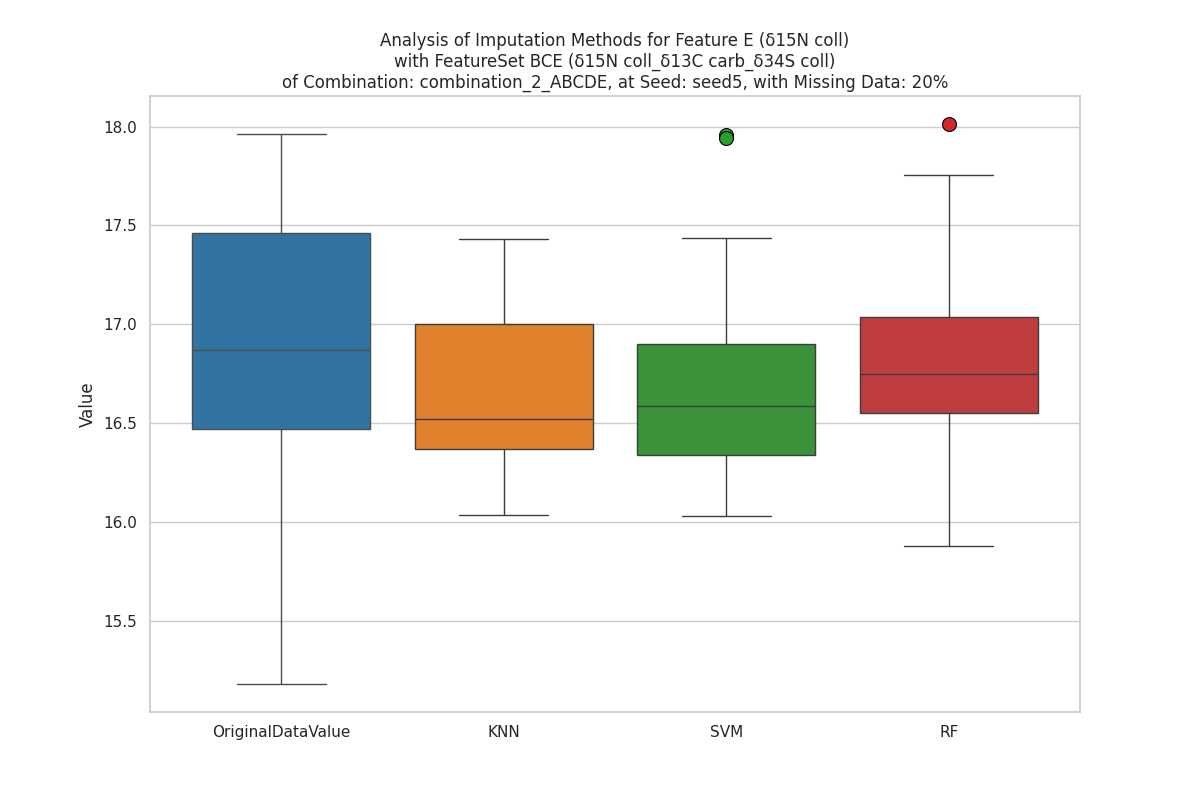 Analysis of Imputation Methods for Feature E (δ15N coll)
with FeatureSet BCE (δ15N coll_δ13C carb_δ34S coll)
of Combination: combination_2_ABCDE, at Seed: seed5, with Missing Data: 20%
18.0
17.5
17.0
16.5
16.0
15.5
Value
OriginalDataValue
KNN
SVM
RF